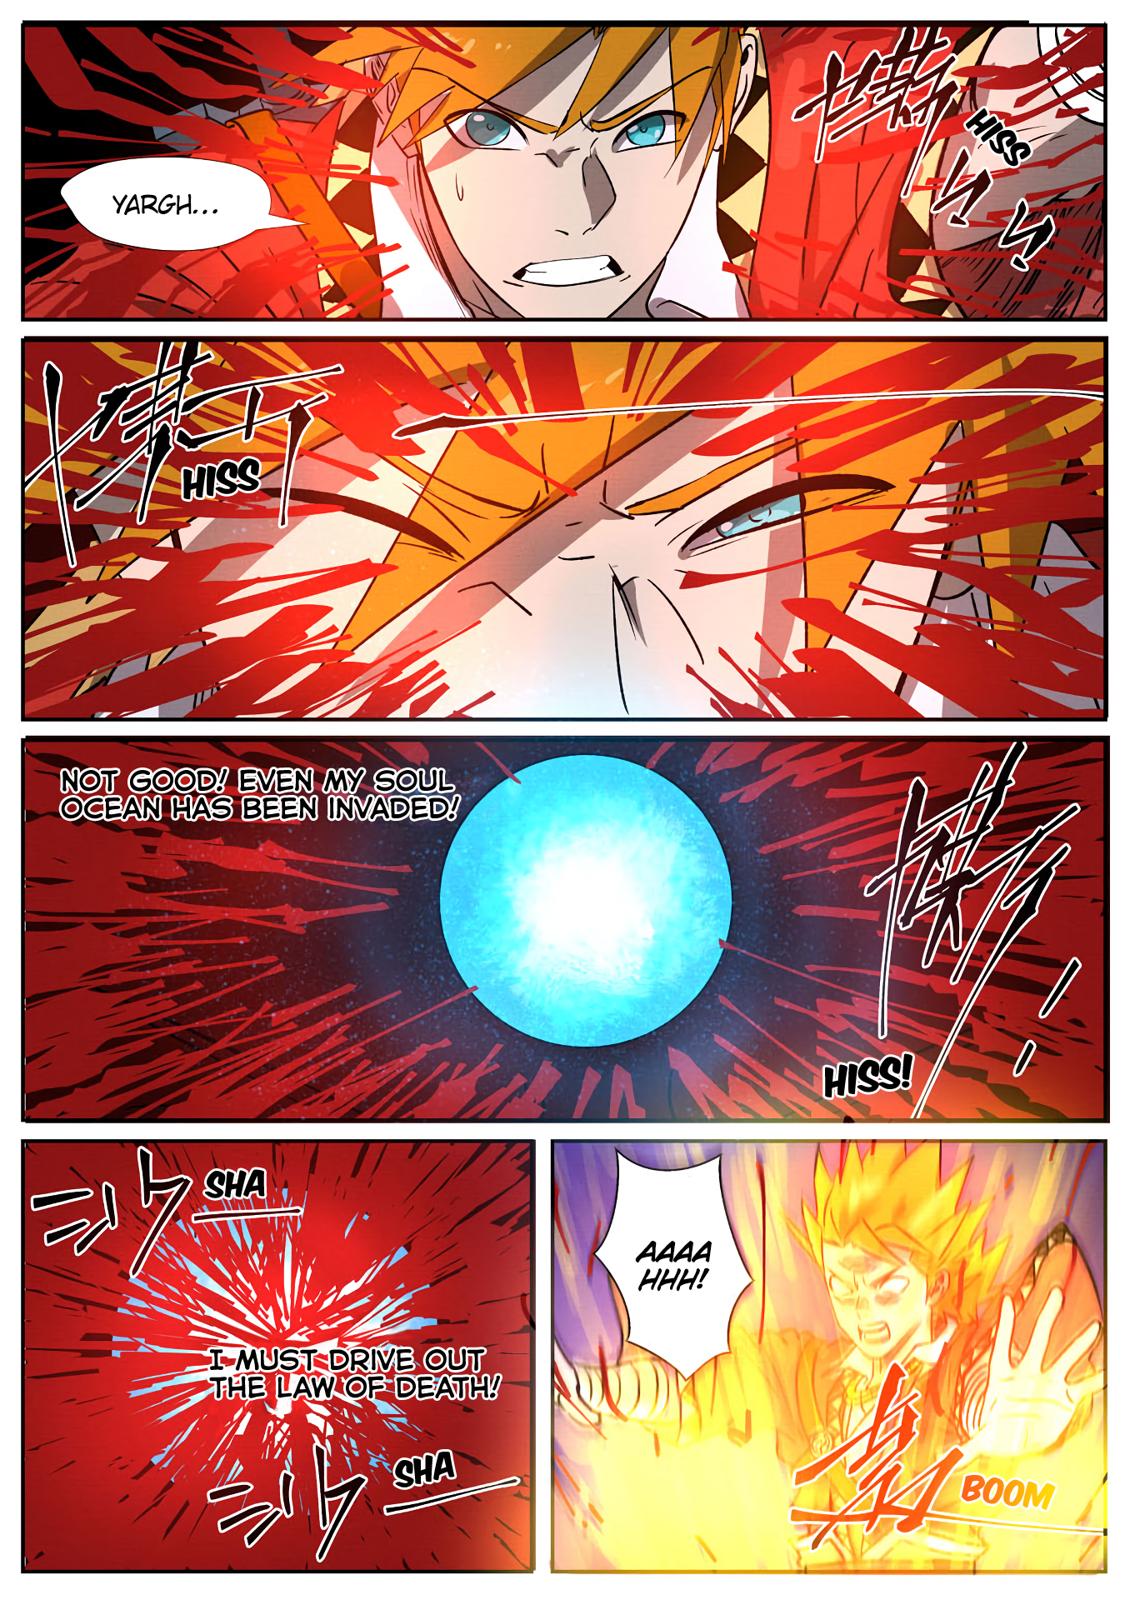 YARGH...
HISS
HISS
NOT GOOD! EVEN MY SOUL
OCEAN HAS BEEN INVADED!
HISS!
SHA
I MUST DRIVE OUT
THE LAW OF DEATH!
SHA
AAAA
HHH!
BOOM